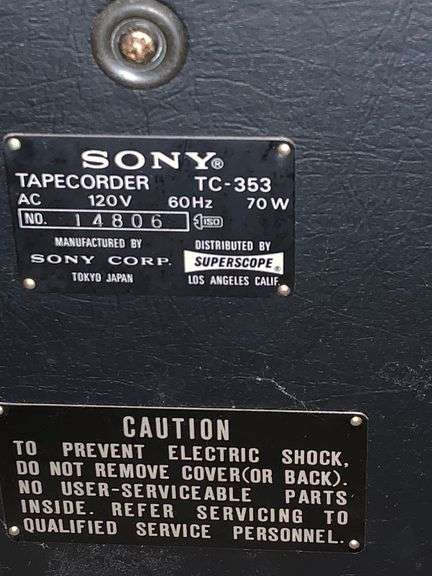 SONY®
TAPECORDER TC-353
AC 120V 60Hz 70W
NO. 14806 ISO
MANUFACTURED BY
SONY CORP.
TOKYO JAPAN
DISTRIBUTED BY
SUPERSCOPE®
LOS ANGELES CALIF.
CAUTION
TO PREVENT ELECTRIC SHOCK,
DO NOT REMOVE COVER(OR BACK).
NO USER-SERVICEABLE PARTS
INSIDE. REFER SERVICING TO
QUALIFIED SERVICE PERSONNEL.